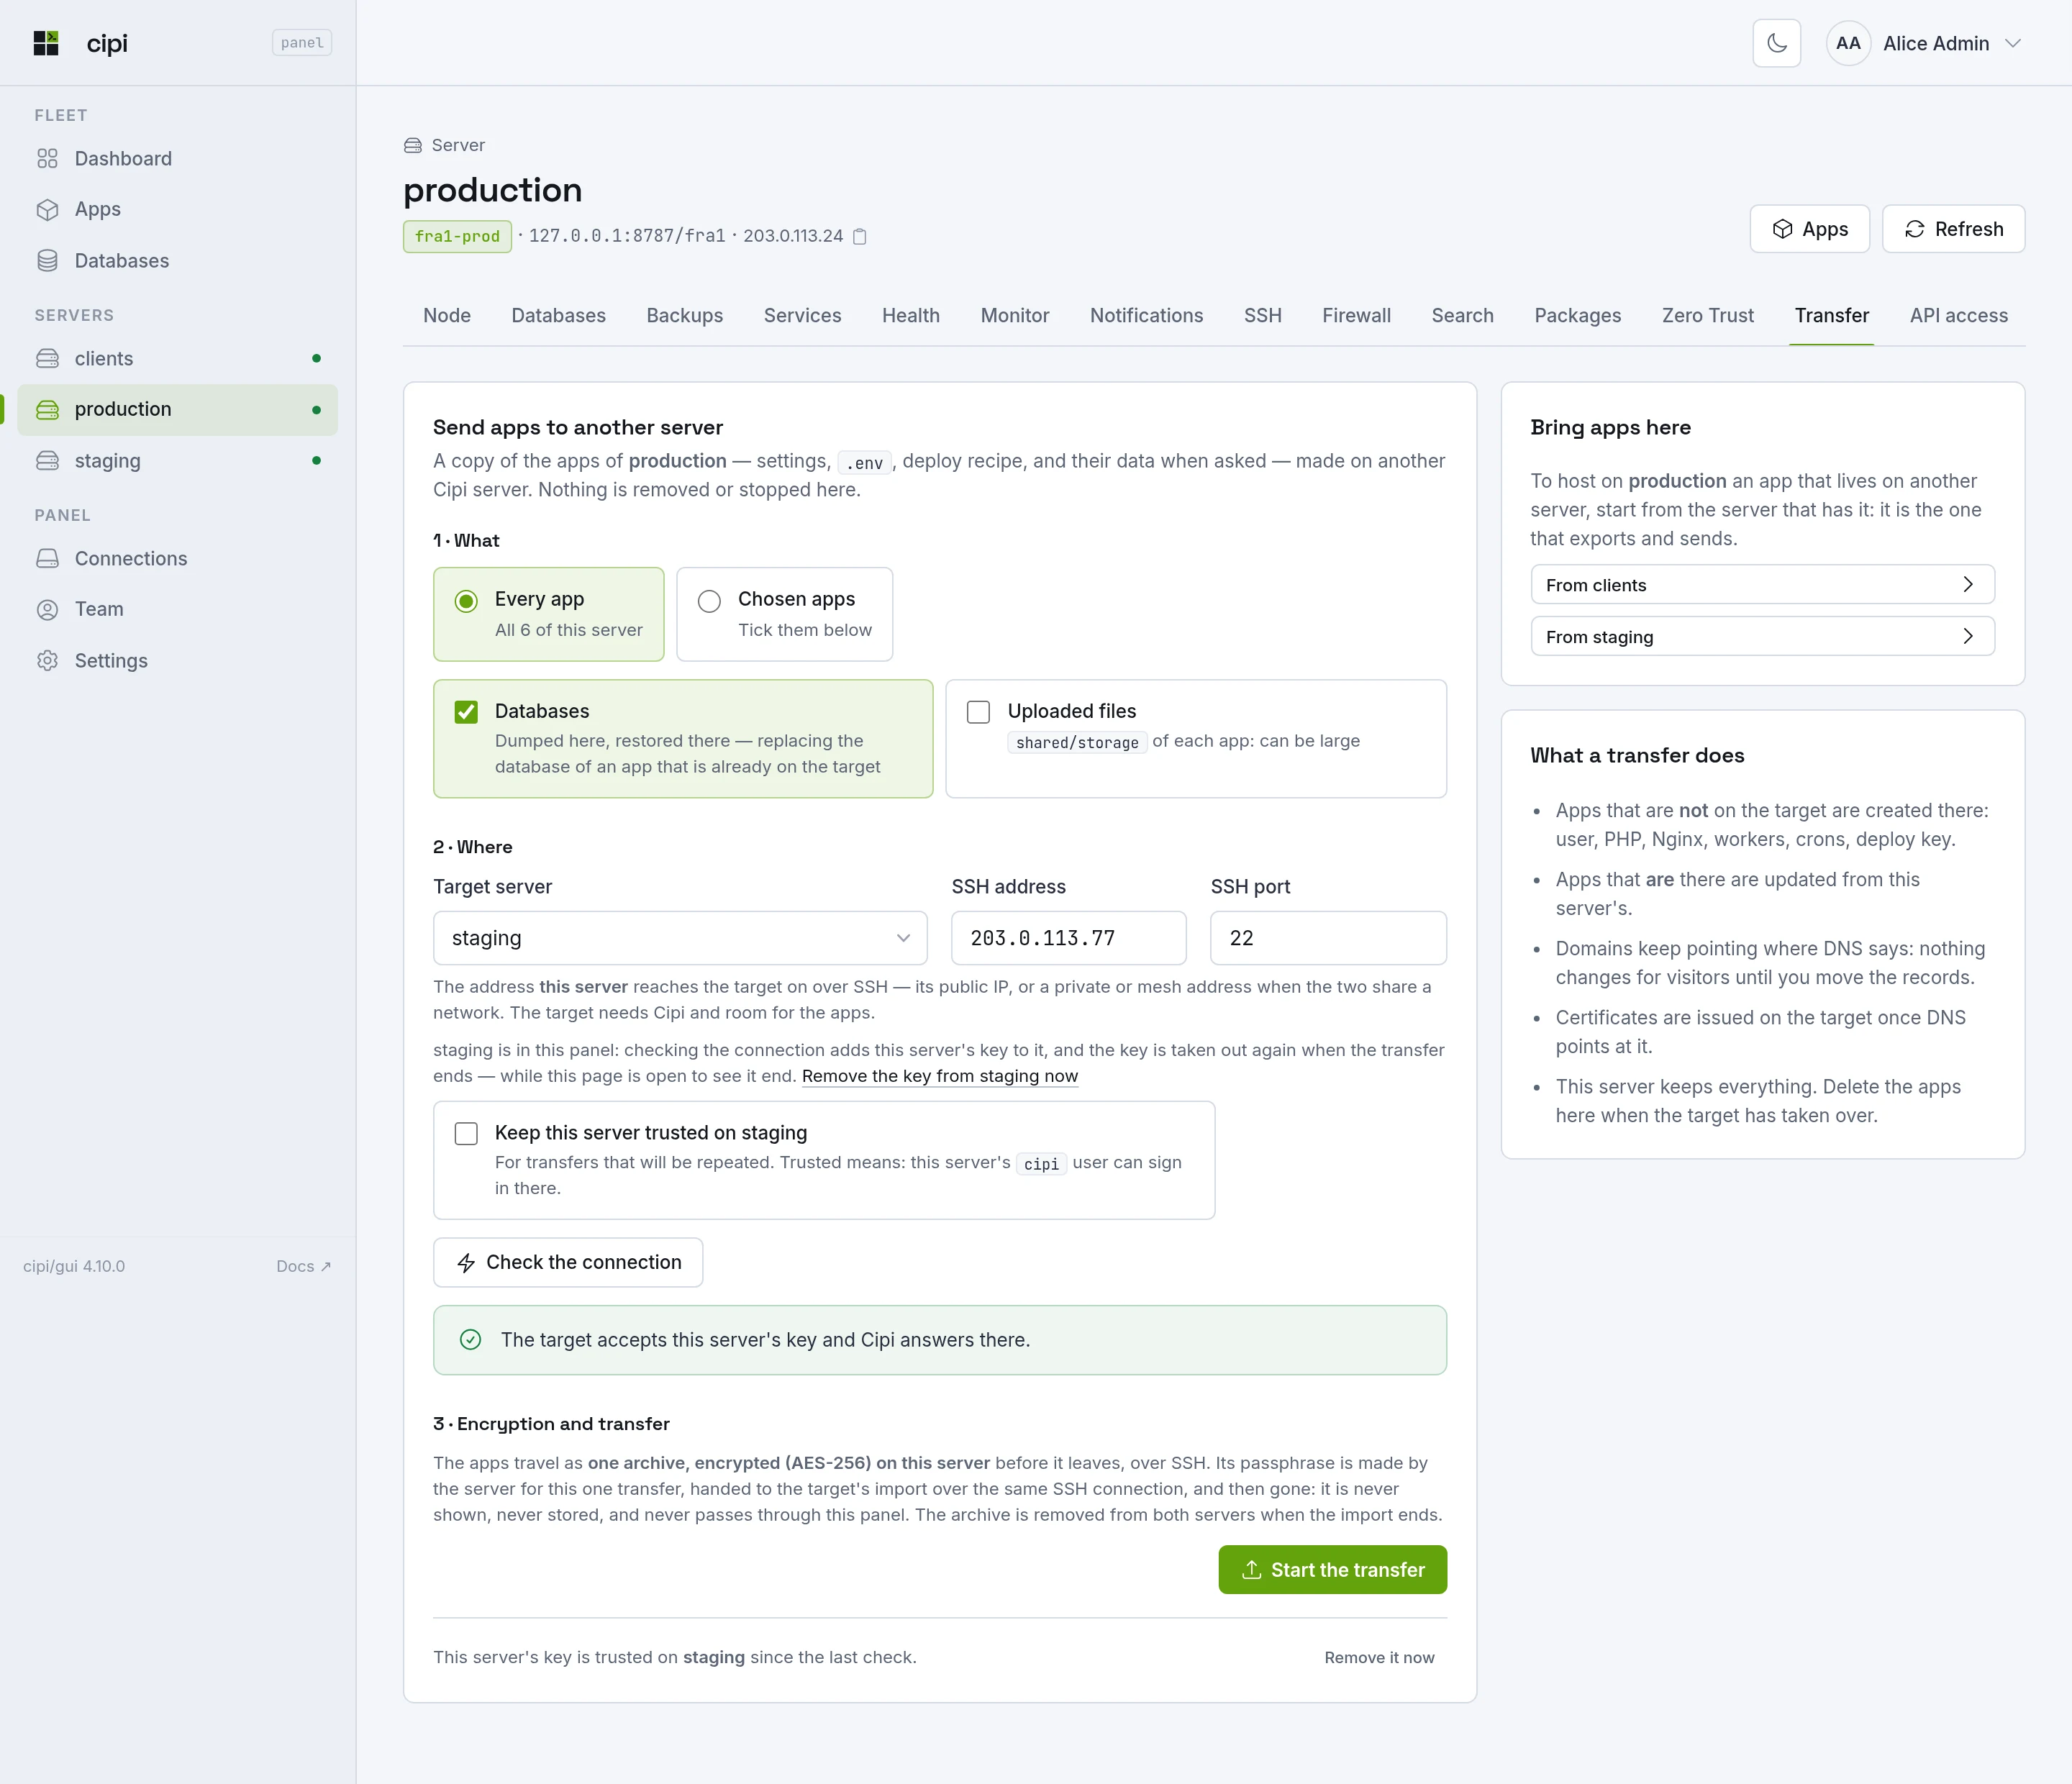 cipi
panel
AA
Alice Admin
FLEET
Dashboard
Apps
Databases
SERVERS
clients
production
staging
PANEL
Connections
Team
Settings
cipi/gui 4.10.0
Docs ↗
Server
production
fra1-prod · 127.0.0.1:8787/fra1 · 203.0.113.24
Apps
Refresh
Node
Databases
Backups
Services
Health
Monitor
Notifications
SSH
Firewall
Search
Packages
Zero Trust
Transfer
API access
Send apps to another server
A copy of the apps of production — settings, .env, deploy recipe, and their data when asked — made on another
Cipi server. Nothing is removed or stopped here.
1 · What
Every app
All 6 of this server
Chosen apps
Tick them below
Databases
Dumped here, restored there — replacing the
database of an app that is already on the target
Uploaded files
shared/storage of each app: can be large
2 · Where
Target server
staging
SSH address
203.0.113.77
SSH port
22
The address this server reaches the target on over SSH — its public IP, or a private or mesh address when the two share a
network. The target needs Cipi and room for the apps.
staging is in this panel: checking the connection adds this server's key to it, and the key is taken out again when the transfer
ends — while this page is open to see it end. Remove the key from staging now
Keep this server trusted on staging
For transfers that will be repeated. Trusted means: this server's cipi user can sign
in there.
Check the connection
The target accepts this server's key and Cipi answers there.
3 · Encryption and transfer
The apps travel as one archive, encrypted (AES-256) on this server before it leaves, over SSH. Its passphrase is made by
the server for this one transfer, handed to the target's import over the same SSH connection, and then gone: it is never
shown, never stored, and never passes through this panel. The archive is removed from both servers when the import ends.
Start the transfer
This server's key is trusted on staging since the last check.
Remove it now
Bring apps here
To host on production an app that lives on another
server, start from the server that has it: it is the one
that exports and sends.
From clients
From staging
What a transfer does
• Apps that are not on the target are created there:
user, PHP, Nginx, workers, crons, deploy key.
• Apps that are there are updated from this
server's.
• Domains keep pointing where DNS says: nothing
changes for visitors until you move the records.
• Certificates are issued on the target once DNS
points at it.
• This server keeps everything. Delete the apps
here when the target has taken over.